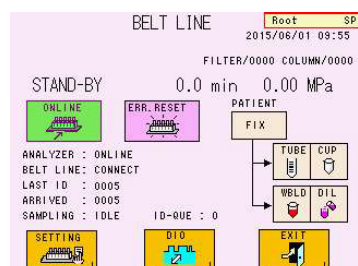 BELT LINE
Root SP
2015/06/01 09:55
FILTER/0000 COLUMN/0000
STAND-BY 0.0 min 0.00 MPa
ONLINE
ERR.RESET
PATIENT
FIX
TUBE CUP
WBLD DIL
ANALYZER : ONLINE
BELT LINE: CONNECT
LAST ID : 0005
ARRIVED : 0005
SAMPLING : IDLE ID-QUE : 0
SETTING
DIO
EXIT